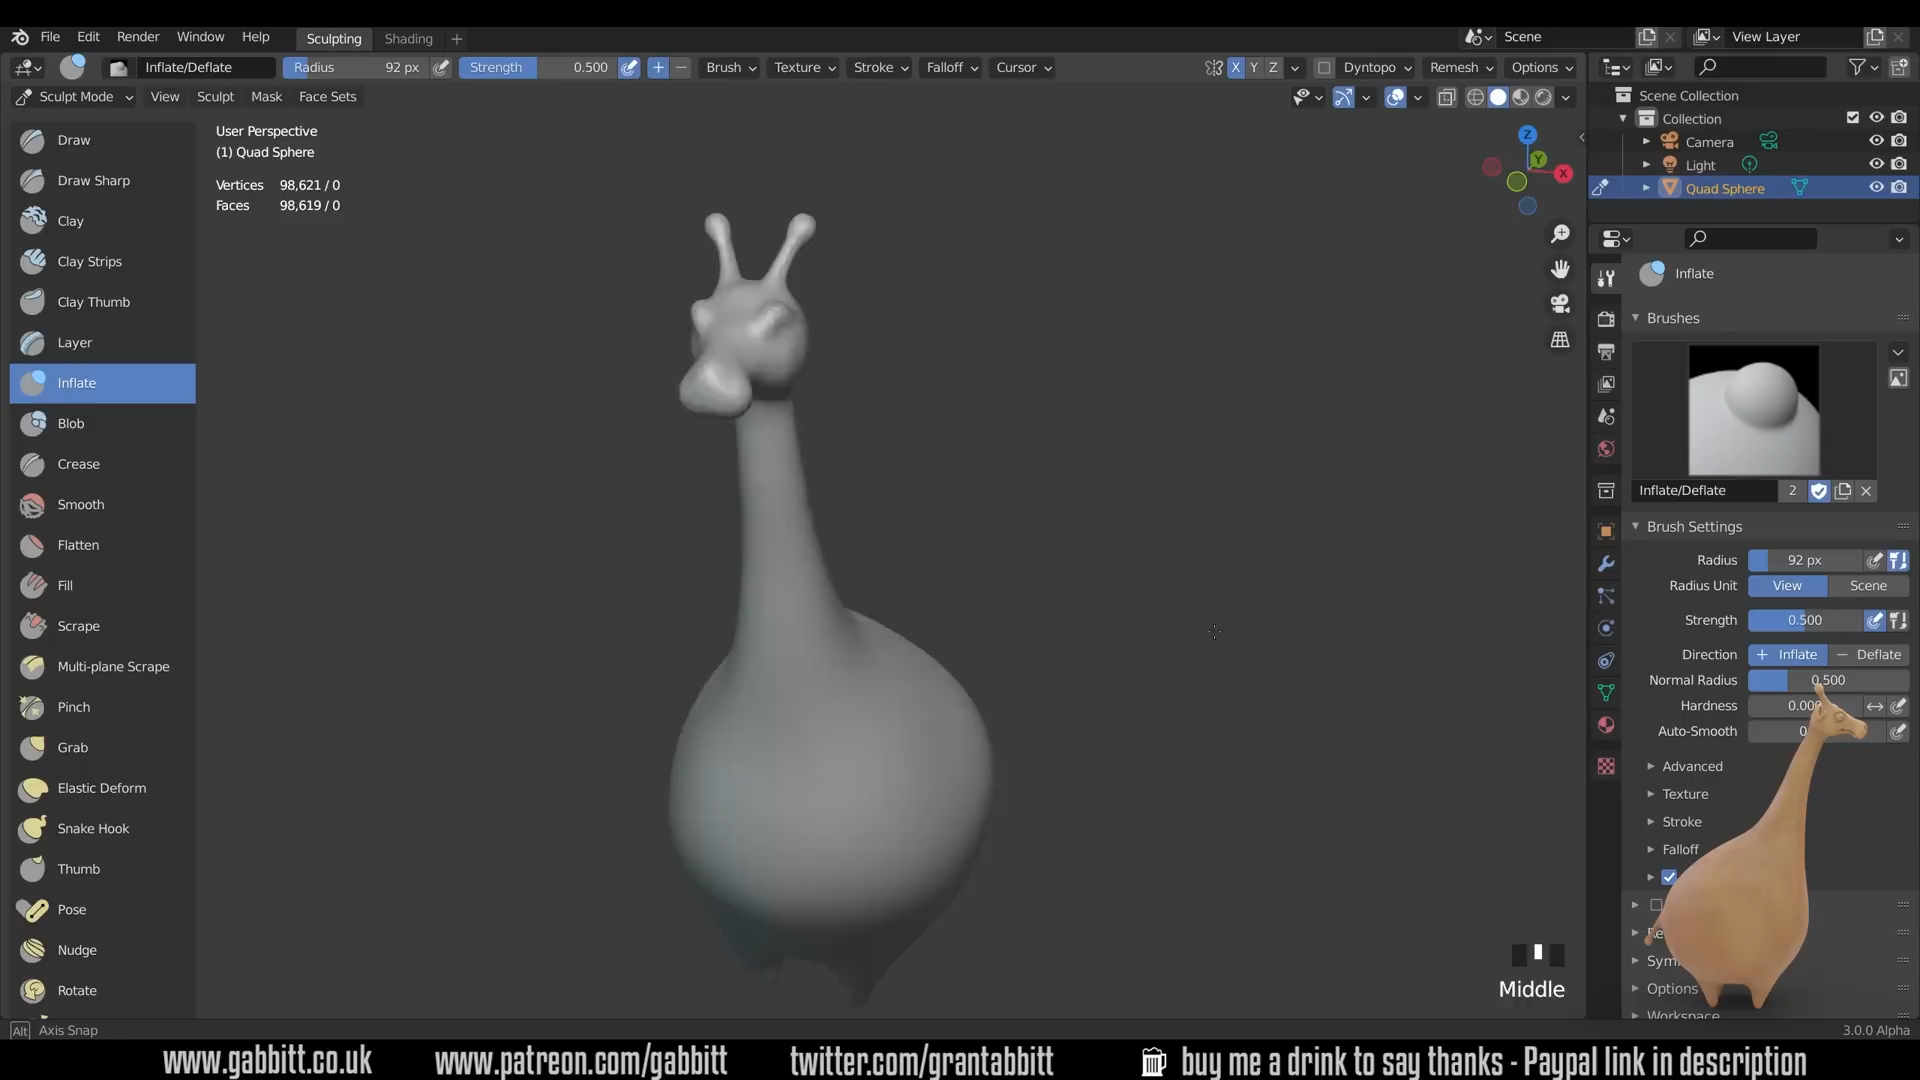 File Edit Render Window Help Sculpting Shading + Scene View Layer
Inflate/Deflate Radius 92 px Strength 0.500 + − Brush Texture Stroke Falloff Cursor X Y Z Dyntopo Remesh Options
Sculpt Mode View Sculpt Mask Face Sets
Draw
Draw Sharp
Clay
Clay Strips
Clay Thumb
Layer
Inflate
Blob
Crease
Smooth
Flatten
Fill
Scrape
Multi-plane Scrape
Pinch
Grab
Elastic Deform
Snake Hook
Thumb
Pose
Nudge
Rotate
User Perspective
(1) Quad Sphere
Vertices 98,621 / 0
Faces 98,619 / 0
Z
Y
X
Middle
Scene Collection
Collection
Camera
Light
Quad Sphere
Inflate
Brushes
Inflate/Deflate 2
Brush Settings
Radius 92 px
Radius Unit View Scene
Strength 0.500
Direction + Inflate − Deflate
Normal Radius 0.500
Hardness 0.000
Auto-Smooth
Advanced
Texture
Stroke
Falloff
Options
Workspace
Alt Axis Snap 3.0.0 Alpha
www.gabbitt.co.uk www.patreon.com/gabbitt twitter.com/grantabbitt buy me a drink to say thanks - Paypal link in description